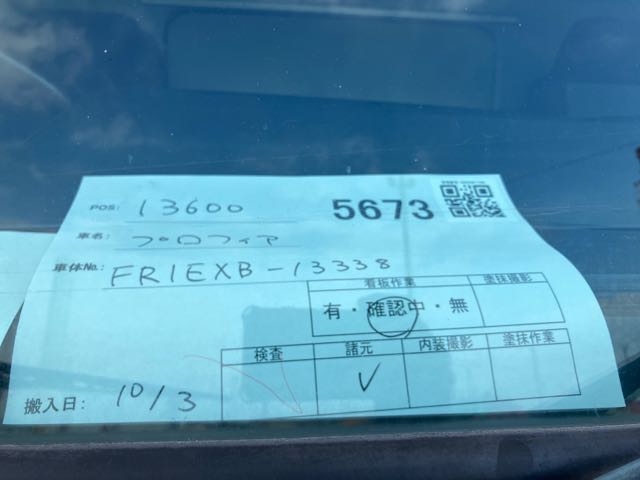 POS: 13600
5673
車名: プロフィア
車体No.: FR1EXB-13338
看板作業 塗抹撮影
有・確認中・無
検査 諸元 内装撮影 塗抹作業
✓
搬入日: 10/3